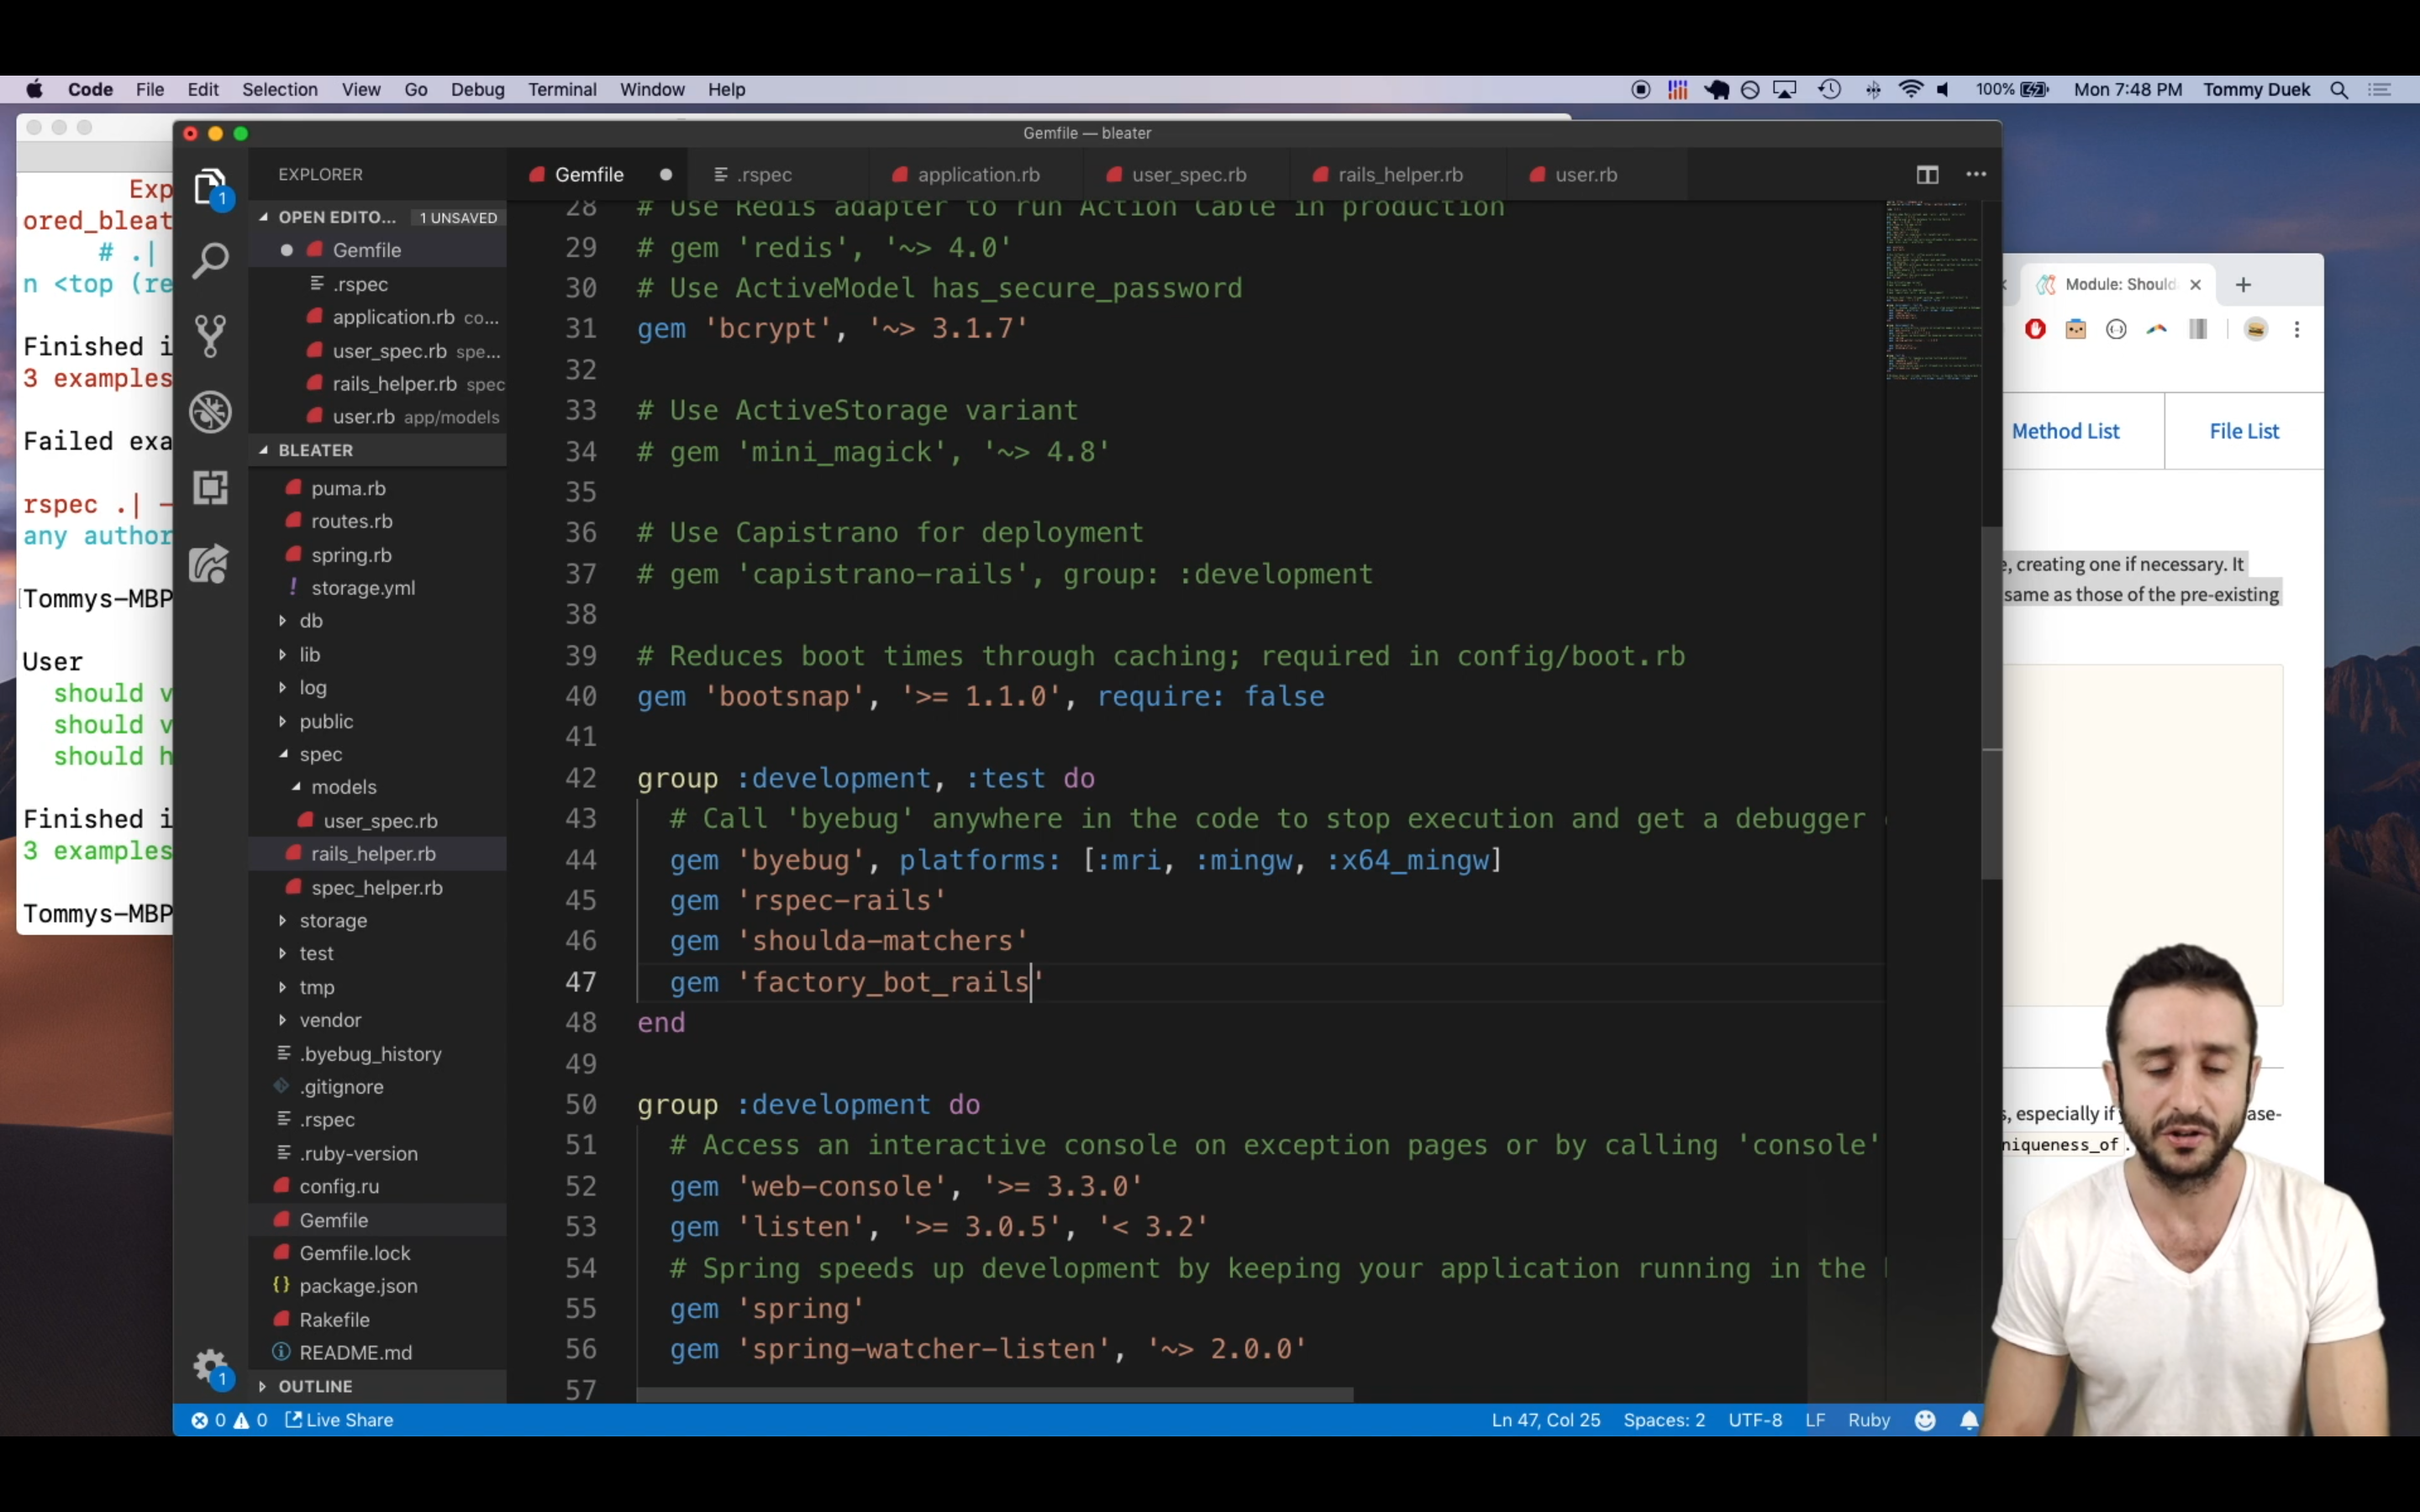 Code File Edit Selection View Go Debug Terminal Window Help
100% Mon 7:48 PM Tommy Duek
Gemfile — bleater
EXPLORER
Gemfile .rspec application.rb user_spec.rb rails_helper.rb user.rb
OPEN EDITO... 1 UNSAVED
Gemfile
.rspec
application.rb co...
user_spec.rb spe...
rails_helper.rb spec
user.rb app/models
BLEATER
puma.rb
routes.rb
spring.rb
storage.yml
db
lib
log
public
spec
models
user_spec.rb
rails_helper.rb
spec_helper.rb
storage
test
tmp
vendor
.byebug_history
.gitignore
.rspec
.ruby-version
config.ru
Gemfile
Gemfile.lock
package.json
Rakefile
README.md
OUTLINE
1
1
28 # Use Redis adapter to run Action Cable in production
29 # gem 'redis', '~> 4.0'
30 # Use ActiveModel has_secure_password
31 gem 'bcrypt', '~> 3.1.7'
32
33 # Use ActiveStorage variant
34 # gem 'mini_magick', '~> 4.8'
35
36 # Use Capistrano for deployment
37 # gem 'capistrano-rails', group: :development
38
39 # Reduces boot times through caching; required in config/boot.rb
40 gem 'bootsnap', '>= 1.1.0', require: false
41
42 group :development, :test do
43 # Call 'byebug' anywhere in the code to stop execution and get a debugger
44 gem 'byebug', platforms: [:mri, :mingw, :x64_mingw]
45 gem 'rspec-rails'
46 gem 'shoulda-matchers'
47 gem 'factory_bot_rails'
48 end
49
50 group :development do
51 # Access an interactive console on exception pages or by calling 'console'
52 gem 'web-console', '>= 3.3.0'
53 gem 'listen', '>= 3.0.5', '< 3.2'
54 # Spring speeds up development by keeping your application running in the
55 gem 'spring'
56 gem 'spring-watcher-listen', '~> 2.0.0'
57
0 0 Live Share
Ln 47, Col 25 Spaces: 2 UTF-8 LF Ruby
Exp
ored_bleat
# .|
n <top (re
Finished i
3 examples
Failed exa
rspec .| 
any author
Tommys-MBP
User
should v
should v
should h
Finished i
3 examples
Tommys-MBP
Module: Should
Method List File List
e, creating one if necessary. It
same as those of the pre-existing
s, especially if
ase-
niqueness_of.